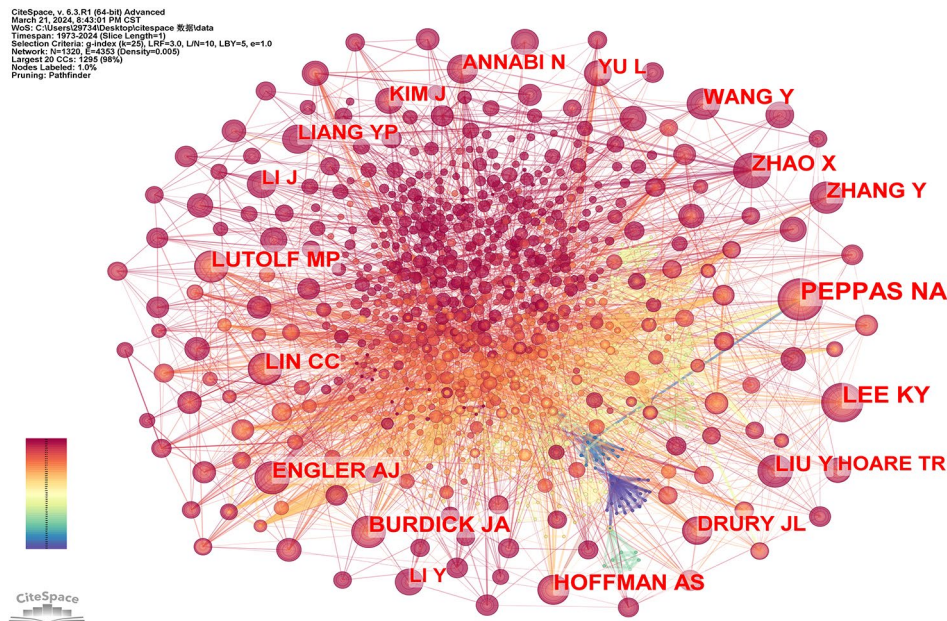 CiteSpace, v. 6.3.R1 (64-bit) Advanced
March 21, 2024, 8:43:01 PM CST
WoS: C:\Users\29734\Desktop\citespace 数据\data
Timespan: 1973-2024 (Slice Length=1)
Selection Criteria: g-index (k=25), LRF=3.0, L/N=10, LBY=5, e=1.0
Network: N=1320, E=4353 (Density=0.005)
Largest 20 CCs: 1295 (98%)
Nodes Labeled: 1.0%
Pruning: Pathfinder
ANNABI N
YU L
KIM J
WANG Y
LIANG YP
ZHAO X
LI J
ZHANG Y
LUTOLF MP
PEPPAS NA
LIN CC
LEE KY
ENGLER AJ
LIU Y
HOARE TR
BURDICK JA
DRURY JL
LI Y
HOFFMAN AS
CiteSpace